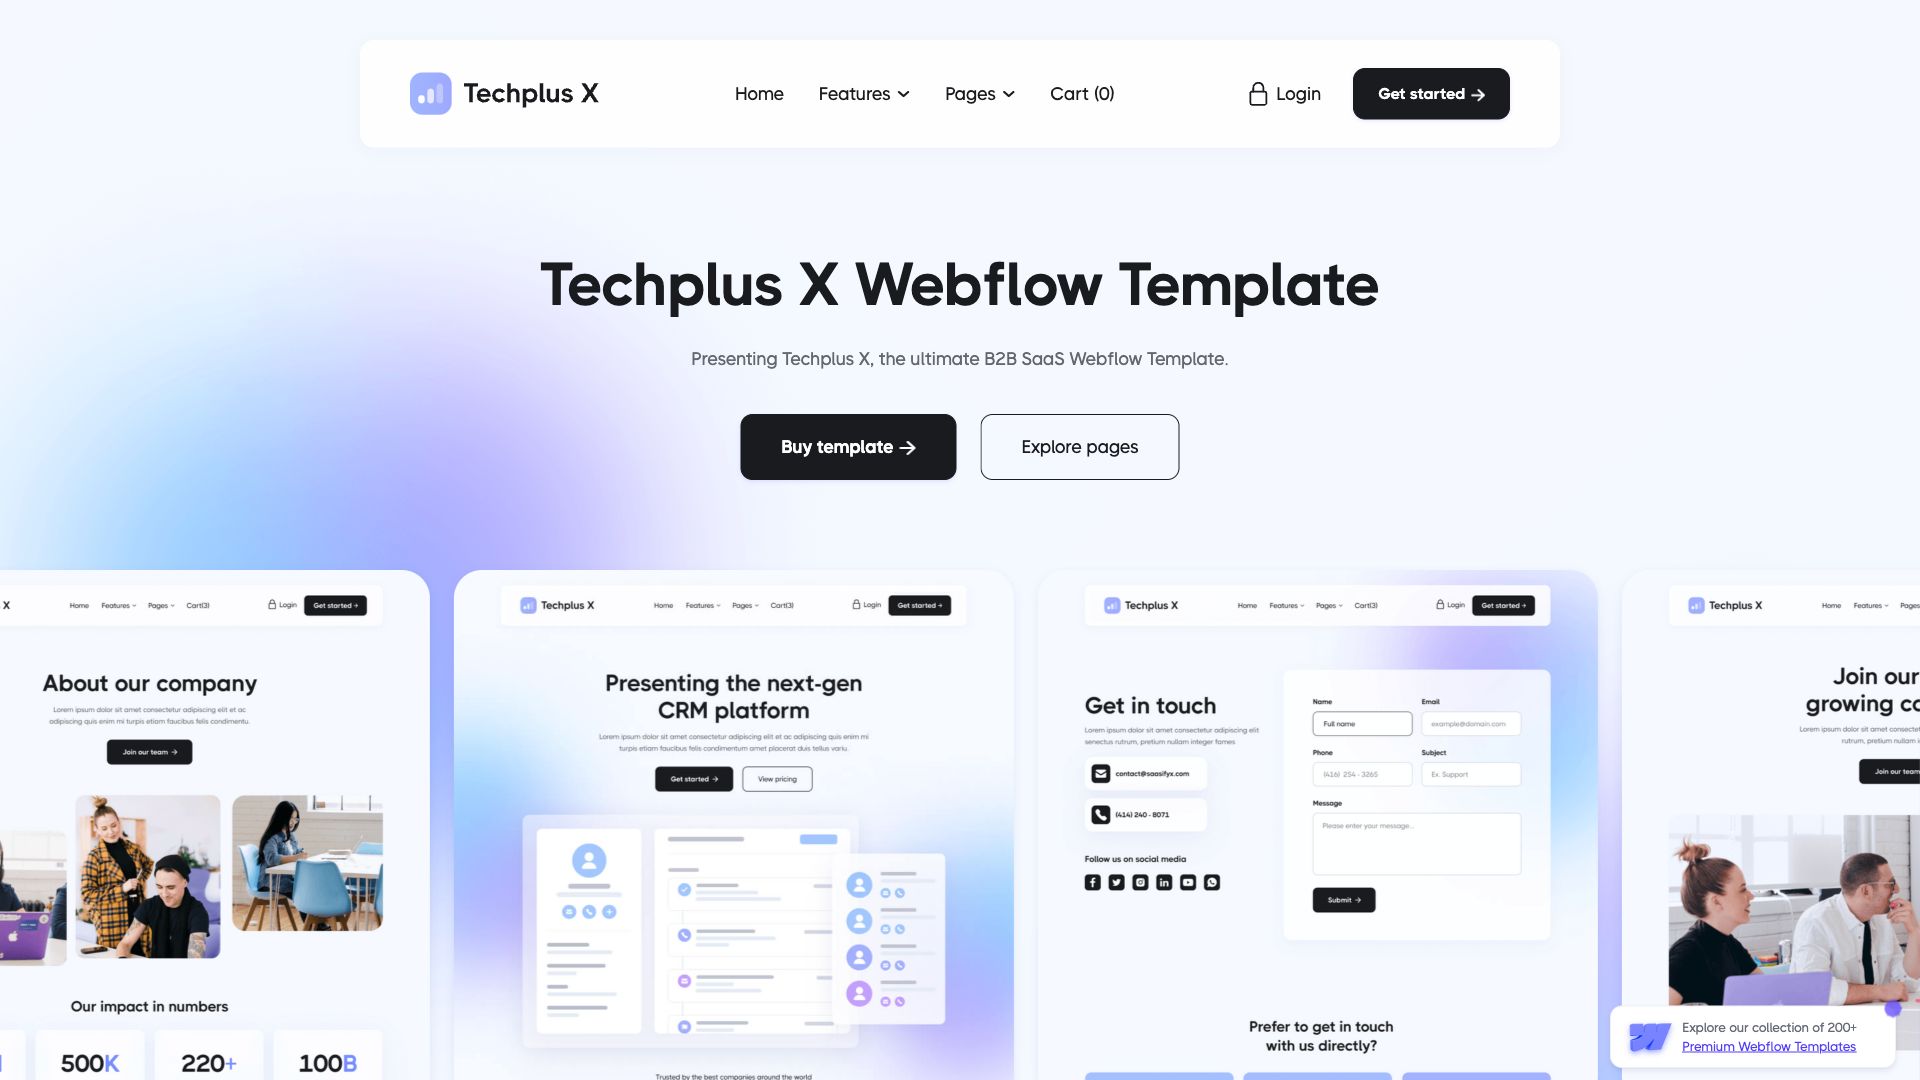 Techplus X
Home
Features
Pages
Cart (0)
Login
Get started →
Techplus X Webflow Template
Presenting Techplus X, the ultimate B2B SaaS Webflow Template.
Buy template →
Explore pages
X
Home
Features
Pages
Cart(3)
Login
Get started →
About our company
Lorem ipsum dolor sit amet consectetur adipiscing elit et ac
adipiscing quis enim mi turpis etiam faucibus felis condimentu.
Join our team →
Our impact in numbers
500K
220+
100B
Techplus X
Home
Features
Pages
Cart(3)
Login
Get started →
Presenting the next-gen
CRM platform
Lorem ipsum dolor sit amet consectetur adipiscing elit et ac adipiscing quis enim mi
turpis etiam faucibus felis condimentum amet placerat duis tellus variu.
Get started →
View pricing
Trusted by the best companies around the world
Techplus X
Home
Features
Pages
Cart(3)
Login
Get started →
Get in touch
Lorem ipsum dolor sit amet consectetur adipiscing elit
senectus rutrum, pretium nullam integer fames
contact@saasifyx.com
(414) 240 - 8071
Follow us on social media
Name
Email
Full name
example@domain.com
Phone
Subject
(416) 254 - 3265
Ex. Support
Message
Please enter your message...
Submit →
Prefer to get in touch
with us directly?
Techplus X
Home
Features
Pages
Join our
growing co
Lorem ipsum dolor sit amet consectet
rutrum, pretium nullam i
Join our team
Explore our collection of 200+
Premium Webflow Templates